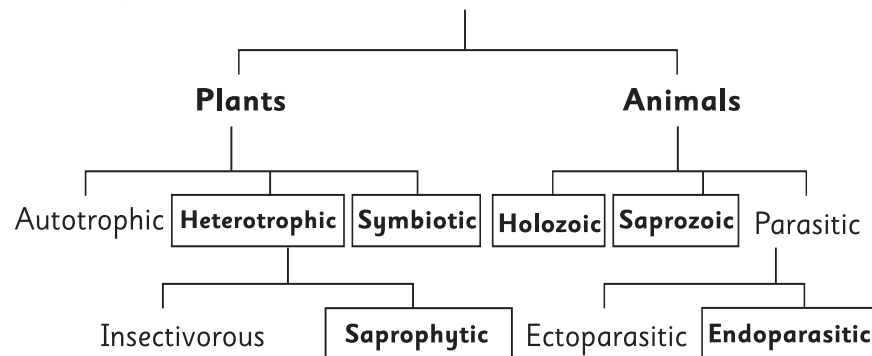 Plants Animals
Autotrophic Heterotrophic Symbiotic Holozoic Saprozoic Parasitic
Insectivorous Saprophytic Ectoparasitic Endoparasitic